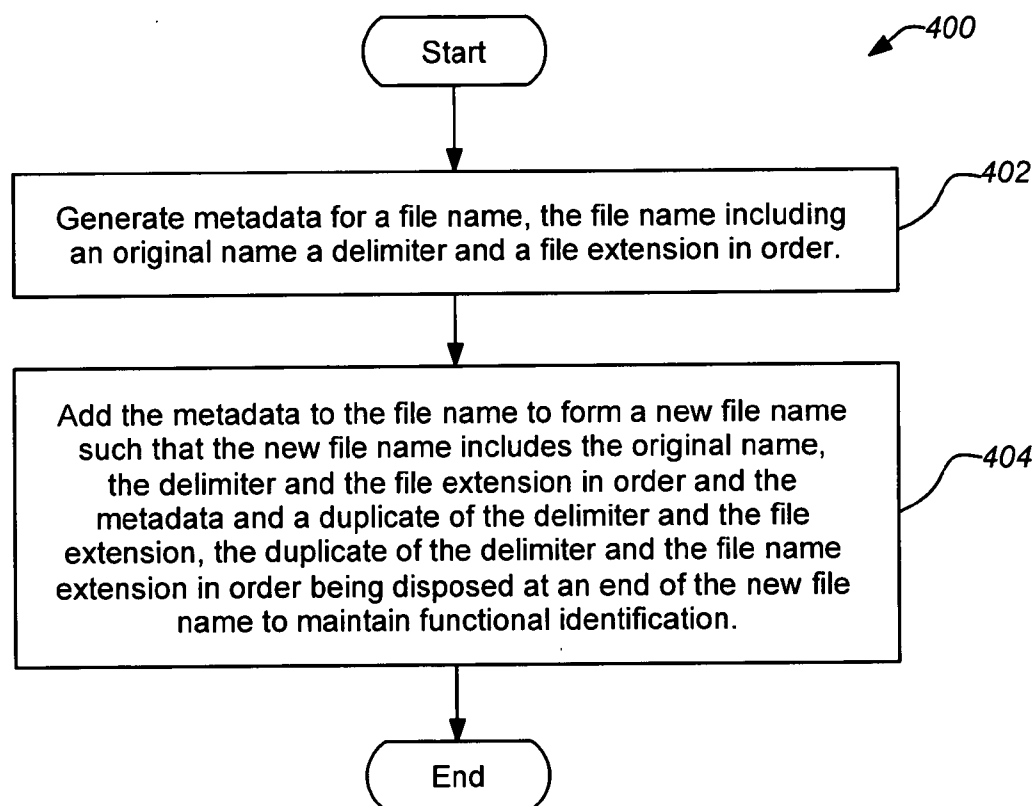 Start
400
Generate metadata for a file name, the file name including
an original name a delimiter and a file extension in order.
402
Add the metadata to the file name to form a new file name
such that the new file name includes the original name,
the delimiter and the file extension in order and the
metadata and a duplicate of the delimiter and the file
extension, the duplicate of the delimiter and the file name
extension in order being disposed at an end of the new file
name to maintain functional identification.
404
End